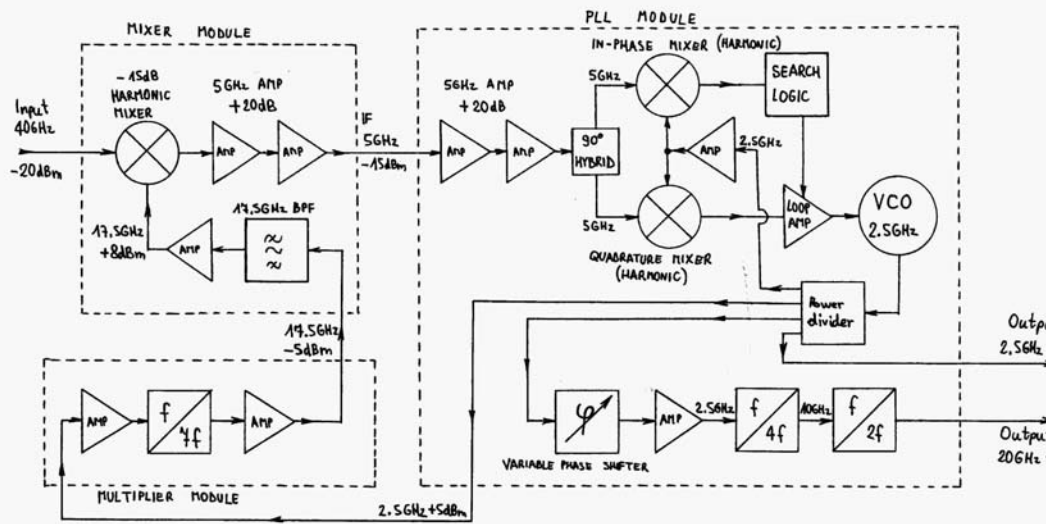 MIXER MODULE
PLL MODULE
-15dB
HARMONIC
MIXER
5GHz AMP
+20dB
Input
40GHz
-20dBm
AMP
AMP
IF
5GHz
-15dBm
17,5GHz
+8dBm
AMP
17,5GHz BPF
17,5GHz
-5dBm
AMP
f
7f
AMP
MULTIPLIER MODULE
2.5GHz+5dBm
5GHz AMP
+20dB
AMP
AMP
90°
HYBRID
5GHz
5GHz
IN-PHASE MIXER (HARMONIC)
SEARCH
LOGIC
AMP
2.5GHz
QUADRATURE MIXER
(HARMONIC)
LOOP
AMP
VCO
2.5GHz
Power
divider
Output
2,5GHz
φ
VARIABLE PHASE SHIFTER
AMP
2.5GHz
f
4f
10GHz
f
2f
Output
20GHz